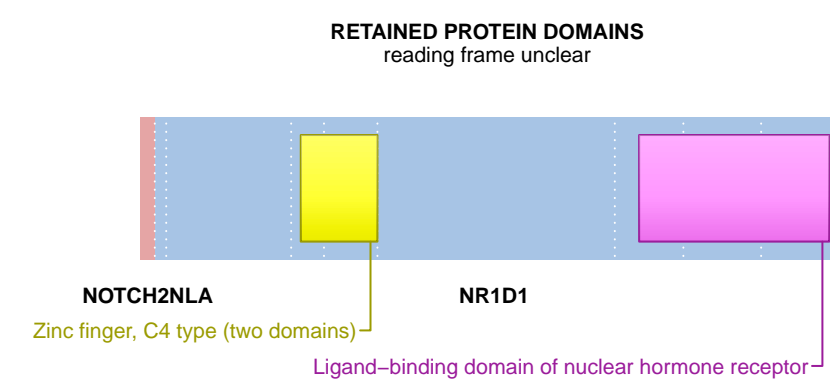 RETAINED PROTEIN DOMAINS
reading frame unclear
NOTCH2NLA
NR1D1
Zinc finger, C4 type (two domains)
Ligand−binding domain of nuclear hormone receptor